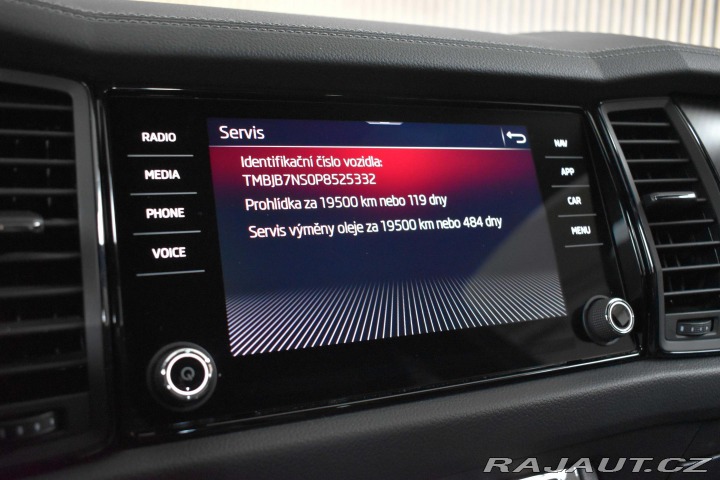 Servis
RADIO
MEDIA
PHONE
VOICE
Identifikační číslo vozidla:
TMBJB7NS0P8525332
Prohlídka za 19500 km nebo 119 dny
Servis výměny oleje za 19500 km nebo 484 dny
NAV
APP
CAR
MENU
RAJAUT.CZ